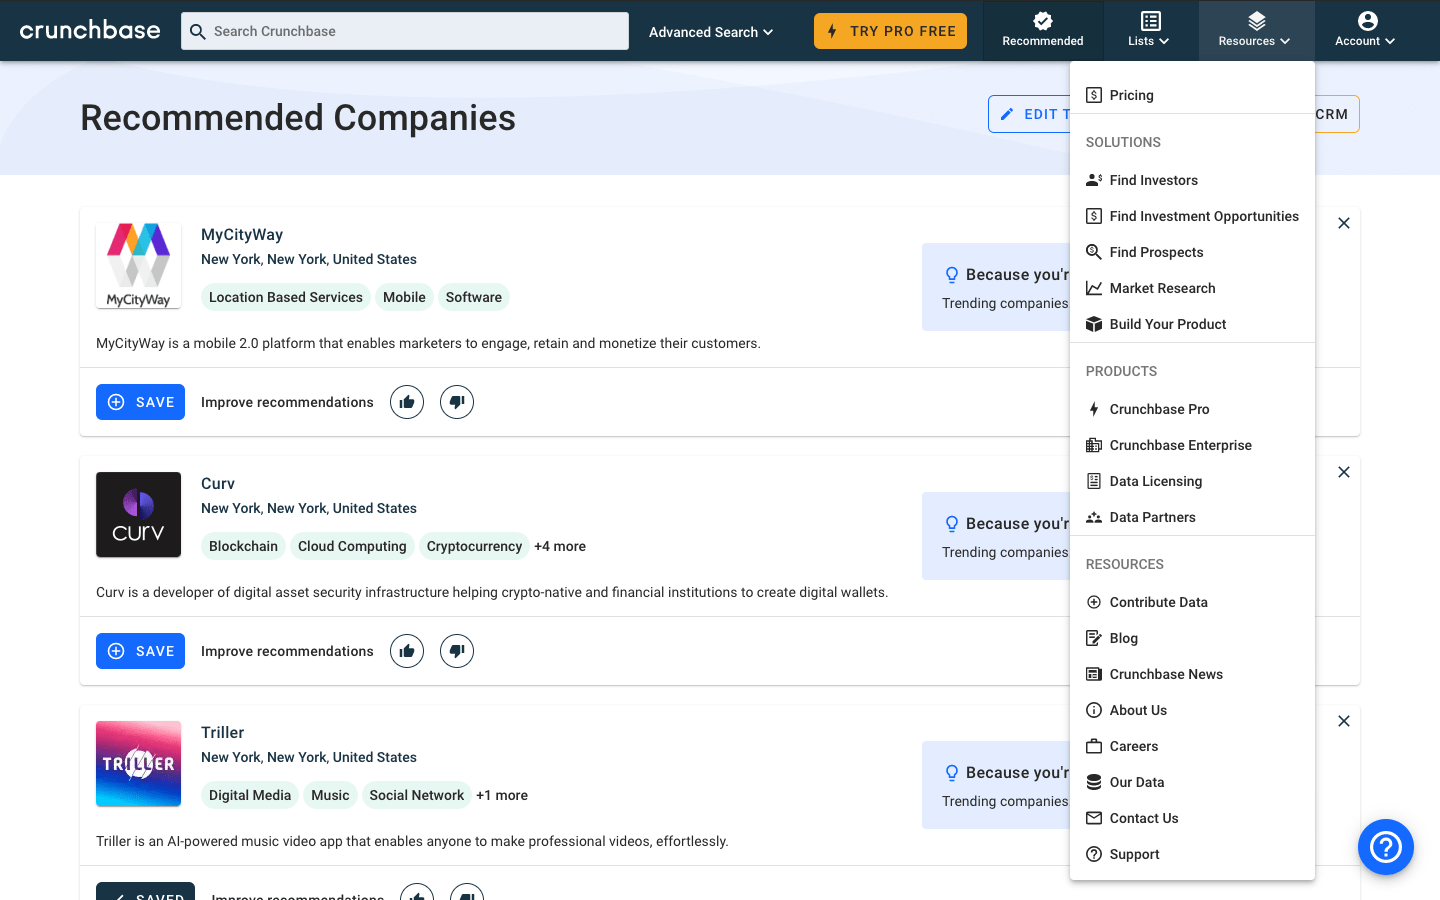 crunchbase
Search Crunchbase
Advanced Search
TRY PRO FREE
Recommended
Lists
Resources
Account
Recommended Companies
EDIT T
CRM
MyCityWay
MyCityWay
New York, New York, United States
Location Based Services
Mobile
Software
Because you'r
Trending companies
MyCityWay is a mobile 2.0 platform that enables marketers to engage, retain and monetize their customers.
SAVE
Improve recommendations
curv
Curv
New York, New York, United States
Blockchain
Cloud Computing
Cryptocurrency
+4 more
Because you'r
Trending companies
Curv is a developer of digital asset security infrastructure helping crypto-native and financial institutions to create digital wallets.
SAVE
Improve recommendations
TRILLER
Triller
New York, New York, United States
Digital Media
Music
Social Network
+1 more
Because you'r
Trending companies
Triller is an AI-powered music video app that enables anyone to make professional videos, effortlessly.
SAVED
Improve recommendations
Pricing
SOLUTIONS
Find Investors
Find Investment Opportunities
Find Prospects
Market Research
Build Your Product
PRODUCTS
Crunchbase Pro
Crunchbase Enterprise
Data Licensing
Data Partners
RESOURCES
Contribute Data
Blog
Crunchbase News
About Us
Careers
Our Data
Contact Us
Support